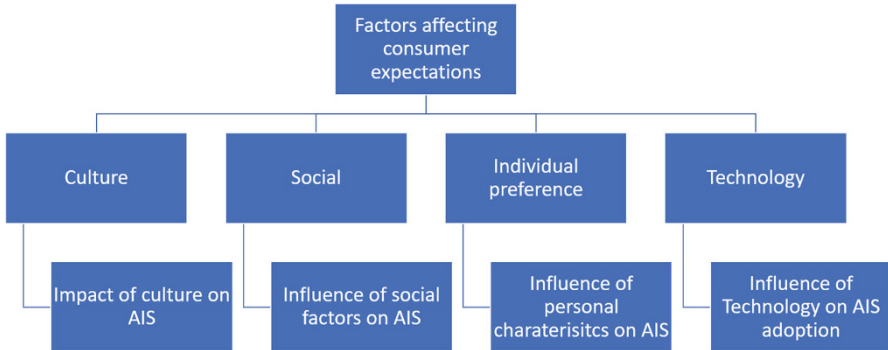 Factors affecting
consumer
expectations
Culture
Social
Individual
preference
Technology
Impact of culture on
AIS
Influence of social
factors on AIS
Influence of
personal
charaterisitcs on AIS
Influence of
Technology on AIS
adoption